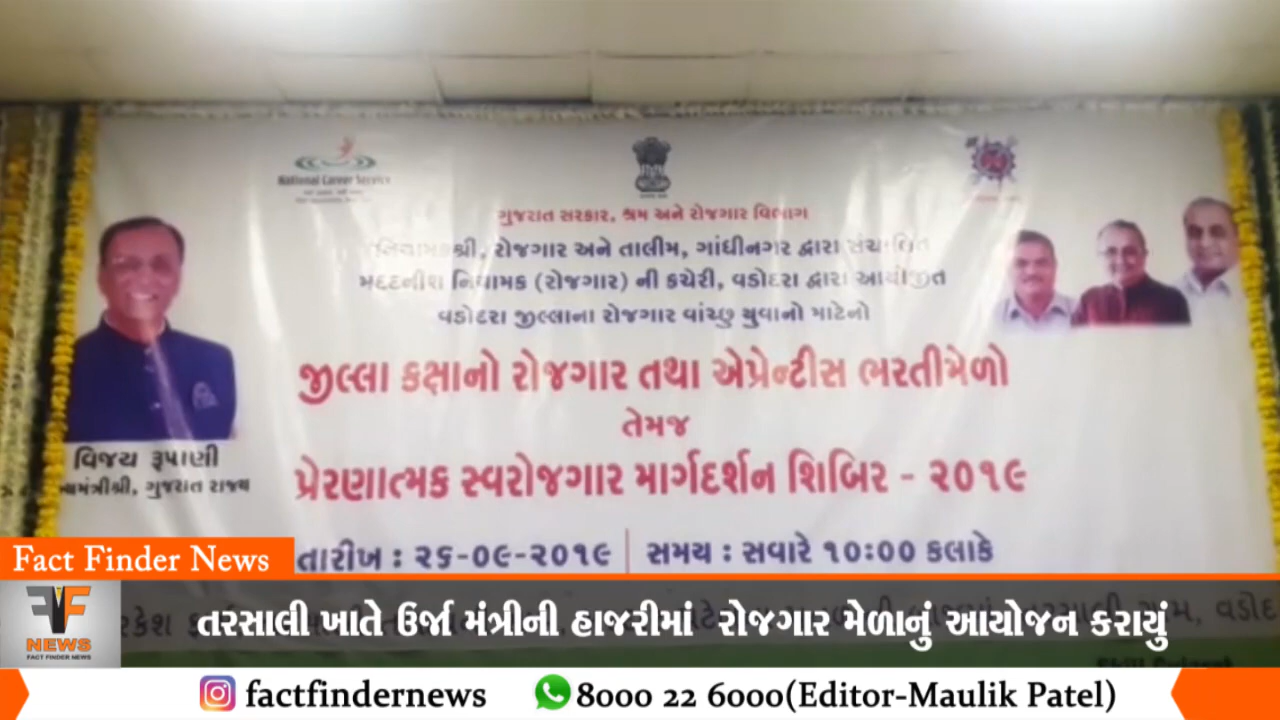 National Career Service
ગુજરાત સરકાર, શ્રમ અને રોજગાર વિભાગ
શ્રી, રોજગાર અને તાલીમ, ગાંધીનગર દ્વારા સંચાલિત
મદદનીશ નિયામક (રોજગાર) ની કચેરી, વડોદરા દ્વારા આયોજીત
વડોદરા જીલ્લાના રોજગાર વાંચ્છુ યુવાનો માટેનો
જીલ્લા કક્ષાનો રોજગાર તથા એપ્રેન્ટીસ ભરતીમેળો
તેમજ
પ્રેરણાત્મક સ્વરોજગાર માર્ગદર્શન શિબિર - ૨૦૧૯
વિજય રૂપાણી
ગુજરાત રાજ્ય
તારીખ : ૨૬-૦૯-૨૦૧૯ | સમય : સવારે ૧૦:૦૦ કલાકે
Fact Finder News
FF
NEWS
FACT FINDER NEWS
તરસાલી ખાતે ઉર્જા મંત્રીની હાજરીમાં રોજગાર મેળાનું આયોજન કરાયું
factfindernews 8000 22 6000(Editor-Maulik Patel)